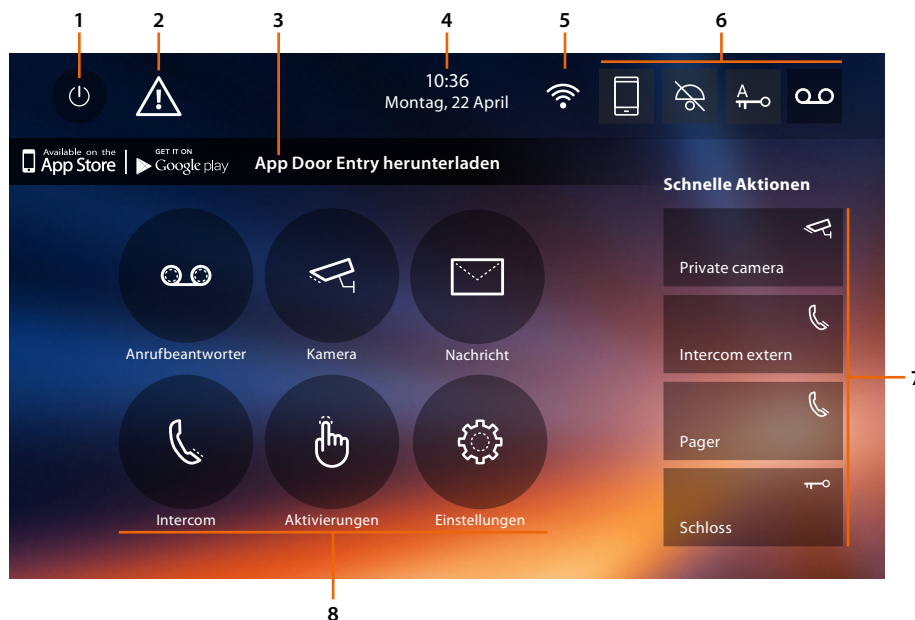 1 2 3 4 5 6
10:36
Montag, 22 April
A
Available on the App Store
GET IT ON Google play
App Door Entry herunterladen
Schnelle Aktionen
Private camera
Intercom extern
Pager
Schloss
7
Anrufbeantworter Kamera Nachricht
Intercom Aktivierungen Einstellungen
8